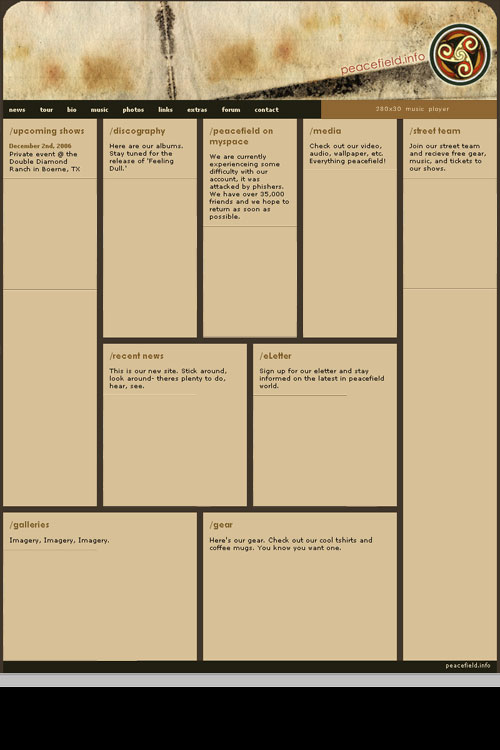 peacefield.info
news tour bio music photos links extras forum contact
280x30 music player
/upcoming shows
December 2nd, 2006
Private event @ the
Double Diamond
Ranch in Boerne, TX
/discography
Here are our albums.
Stay tuned for the
release of 'Feeling
Dull.'
/peacefield on
myspace
We are currently
experienceing some
difficulty with our
account, it was
attacked by phishers.
We have over 35,000
friends and we hope to
return as soon as
possible.
/media
Check out our video,
audio, wallpaper, etc.
Everything peacefield!
/street team
Join our street team
and recieve free gear,
music, and tickets to
our shows.
/recent news
This is our new site. Stick around,
look around- theres plenty to do,
hear, see.
/eLetter
Sign up for our eletter and stay
informed on the latest in peacefield
world.
/galleries
Imagery, Imagery, Imagery.
/gear
Here's our gear. Check out our cool tshirts and
coffee mugs. You know you want one.
peacefield.info